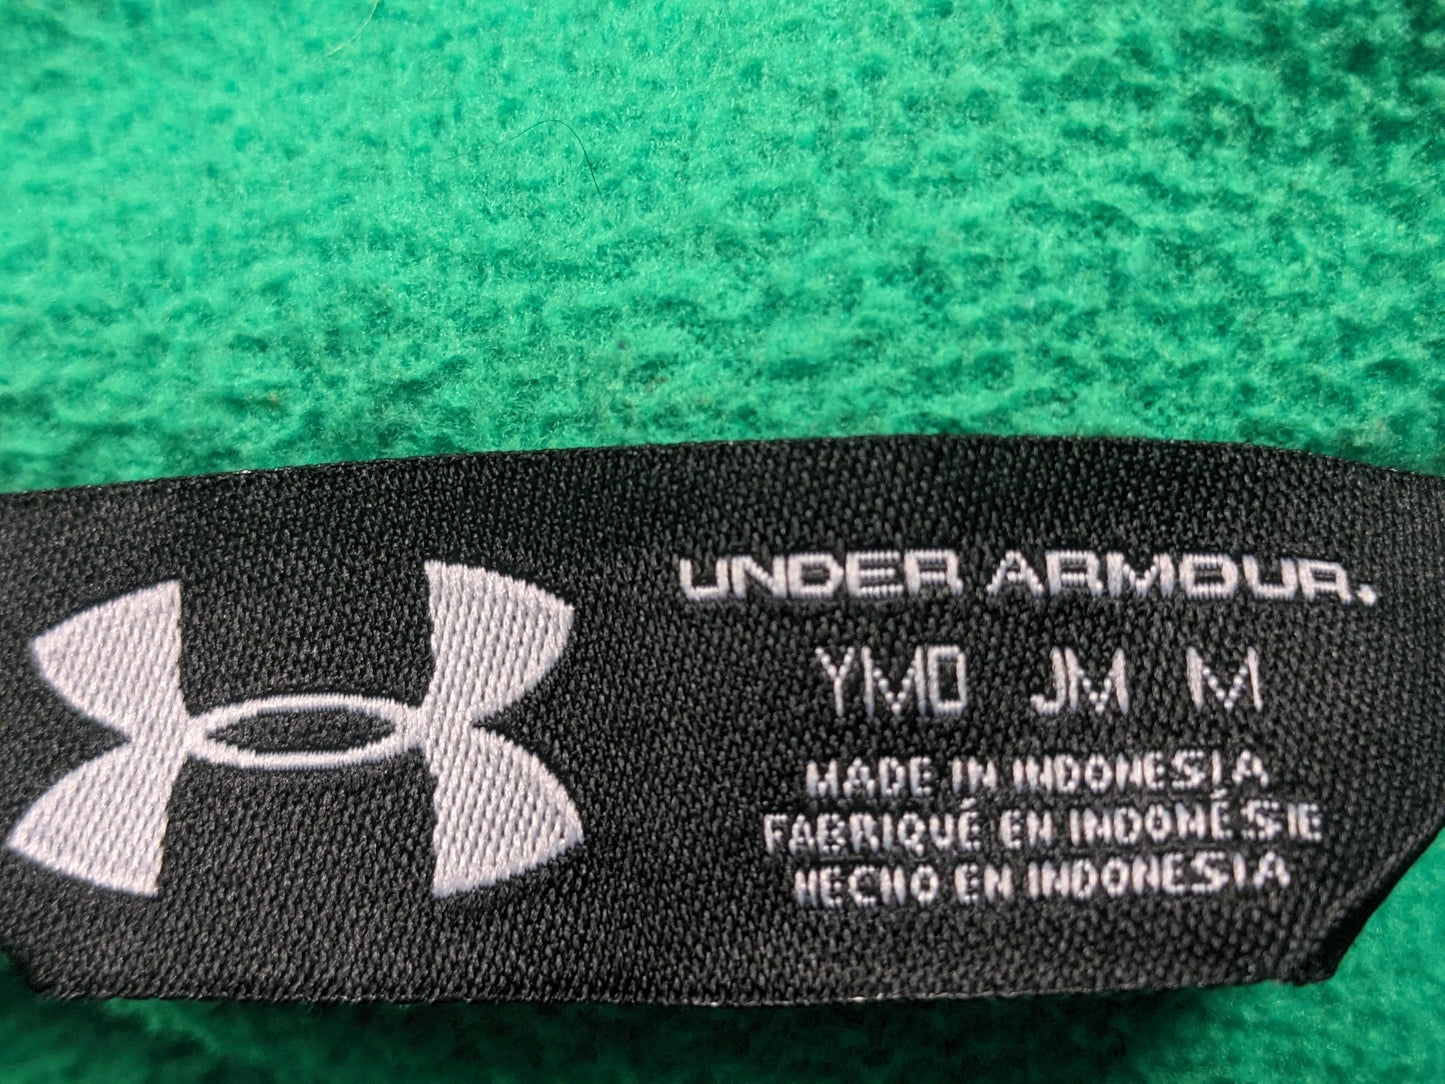 UNDER ARMOUR.
YMD JM M
MADE IN INDONESIA
FABRIQUÉ EN INDONÉSIE
HECHO EN INDONESIA